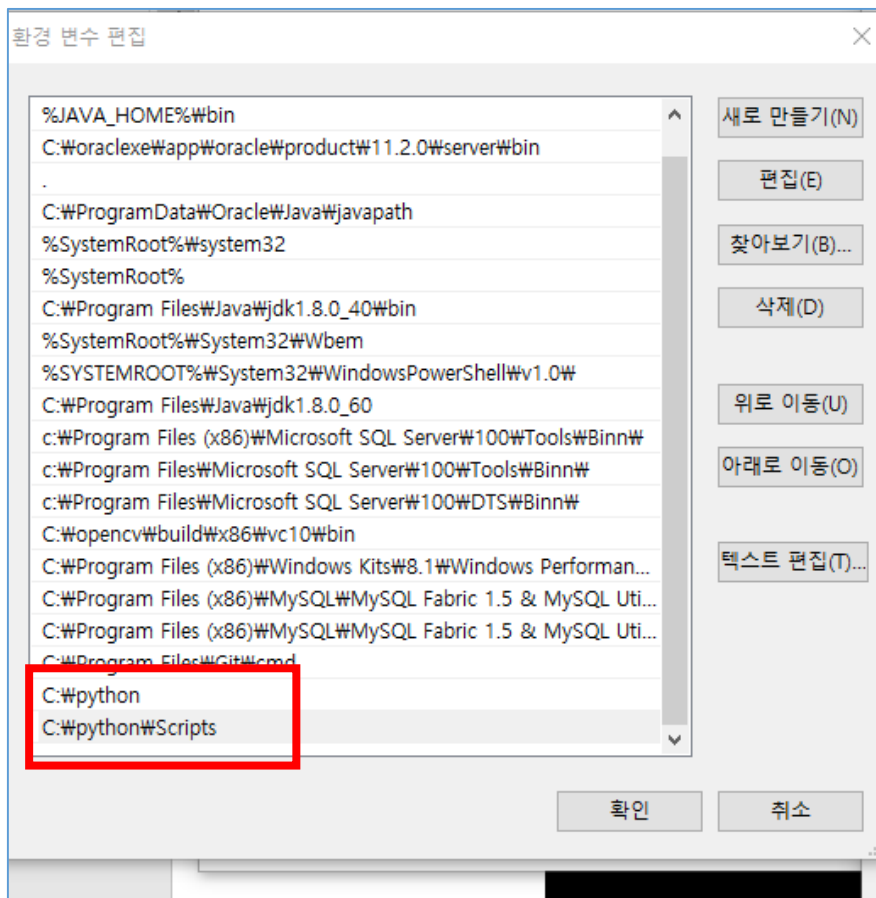 환경 변수 편집
%JAVA_HOME%₩bin
C:₩oraclexe₩app₩oracle₩product₩11.2.0₩server₩bin
.
C:₩ProgramData₩Oracle₩Java₩javapath
%SystemRoot%₩system32
%SystemRoot%
C:₩Program Files₩Java₩jdk1.8.0_40₩bin
%SystemRoot%₩System32₩Wbem
%SYSTEMROOT%₩System32₩WindowsPowerShell₩v1.0₩
C:₩Program Files₩Java₩jdk1.8.0_60
c:₩Program Files (x86)₩Microsoft SQL Server₩100₩Tools₩Binn₩
c:₩Program Files₩Microsoft SQL Server₩100₩Tools₩Binn₩
c:₩Program Files₩Microsoft SQL Server₩100₩DTS₩Binn₩
C:₩opencv₩build₩x86₩vc10₩bin
C:₩Program Files (x86)₩Windows Kits₩8.1₩Windows Performan...
C:₩Program Files (x86)₩MySQL₩MySQL Fabric 1.5 & MySQL Uti...
C:₩Program Files (x86)₩MySQL₩MySQL Fabric 1.5 & MySQL Uti...
C:₩Program Files₩Git₩cmd
C:₩python
C:₩python₩Scripts
새로 만들기(N)
편집(E)
찾아보기(B)...
삭제(D)
위로 이동(U)
아래로 이동(O)
텍스트 편집(T)...
확인
취소